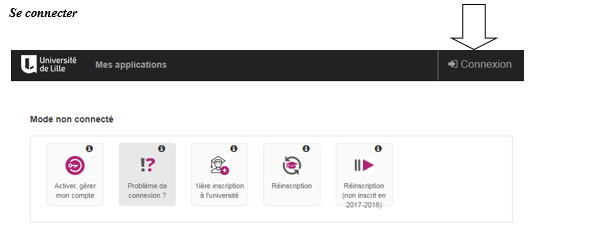 Se connecter
Université
de Lille
Mes applications
Connexion
Mode non connecté
Activer, gérer
mon compte
Problème de
connexion ?
1ière inscription
à l'université
Réinscription
Réinscription
(non inscrit en
2017-2018)